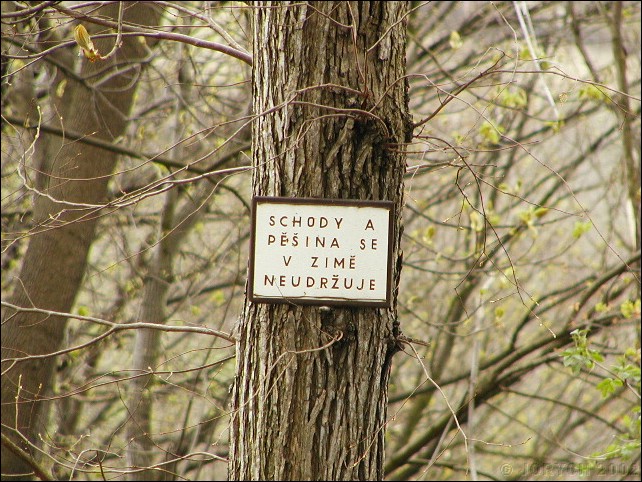 SCHODY A
PĚŠINA SE
V ZIMĚ
NEUDRŽUJE